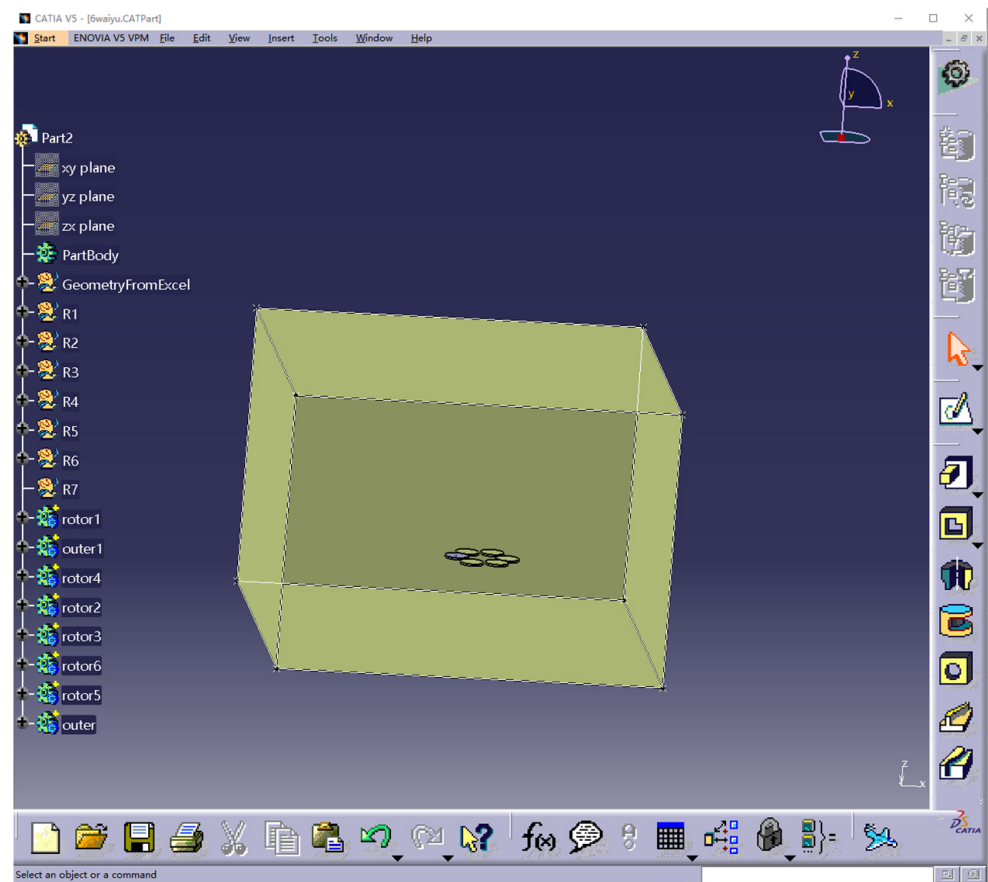 CATIA V5 - [6waiyu.CATPart]
Start ENOVIA V5 VPM File Edit View Insert Tools Window Help
z
y
x
Part2
xy plane
yz plane
zx plane
PartBody
GeometryFromExcel
R1
R2
R3
R4
R5
R6
R7
rotor1
outer1
rotor4
rotor2
rotor3
rotor6
rotor5
outer
z
x
f(x)
CATIA
Select an object or a command